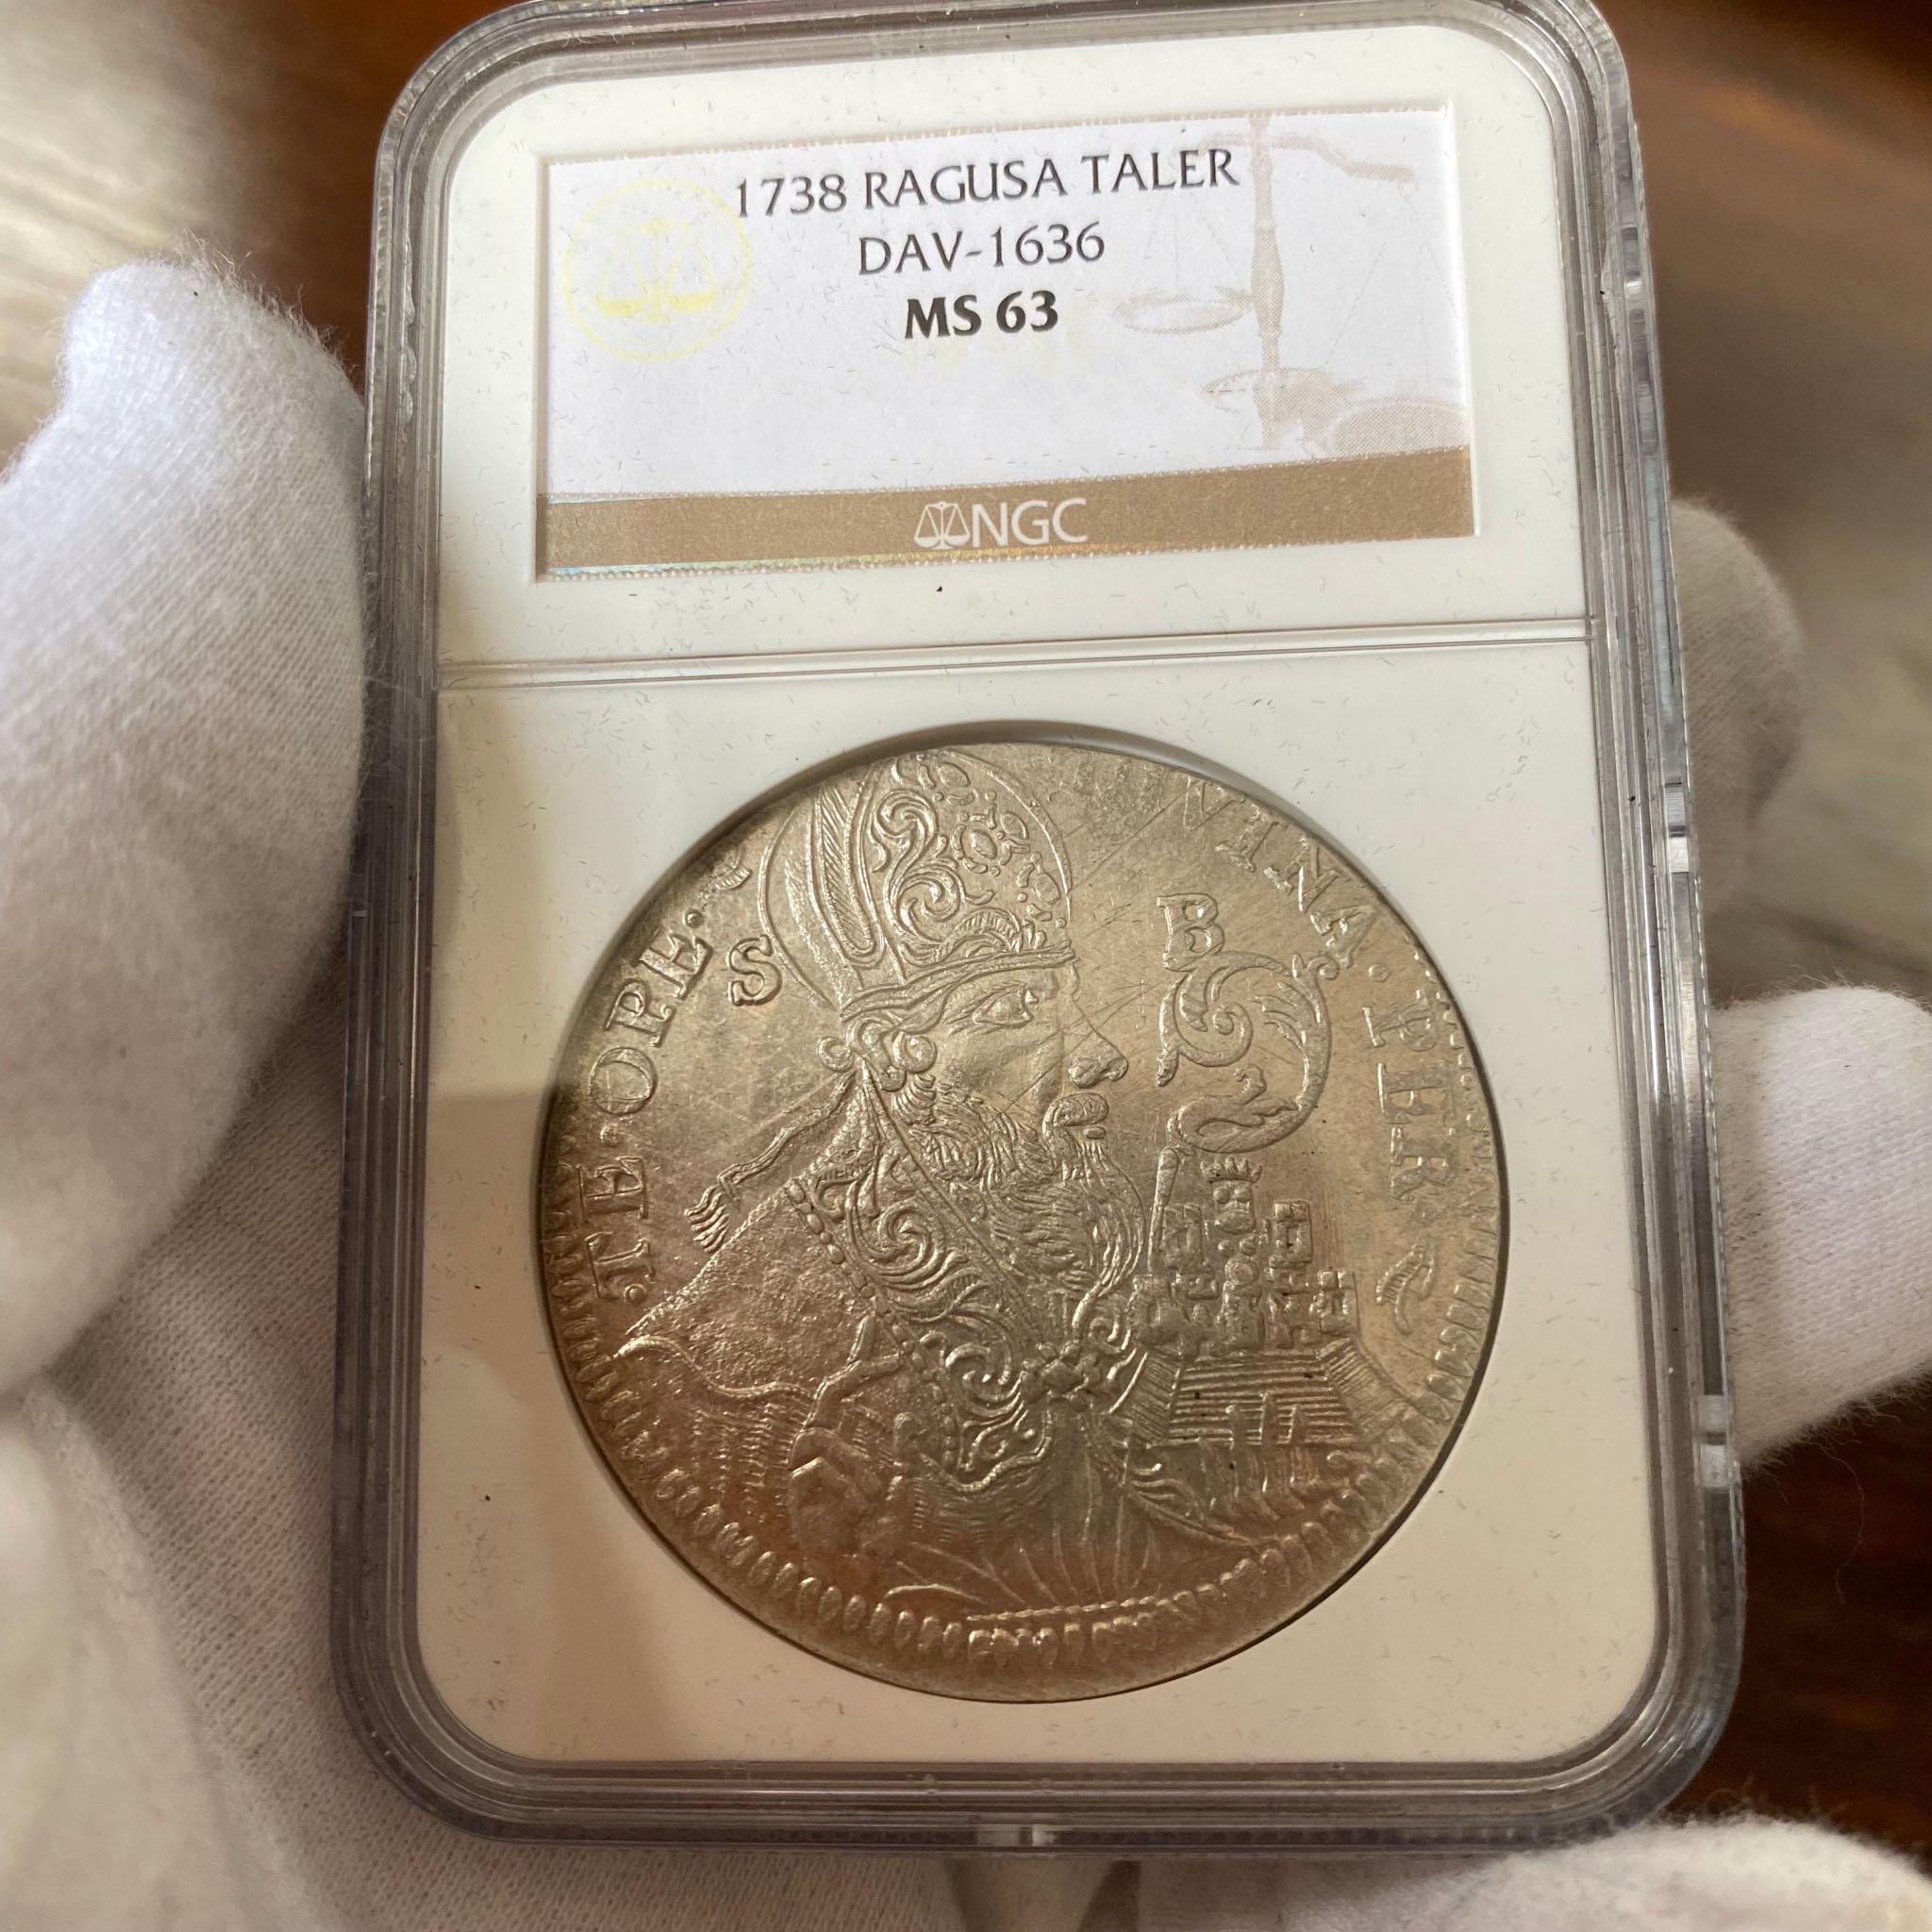 1738 RAGUSA TALER
DAV-1636
MS 63
NGC
S B
TE·OPE·
VINA·PER